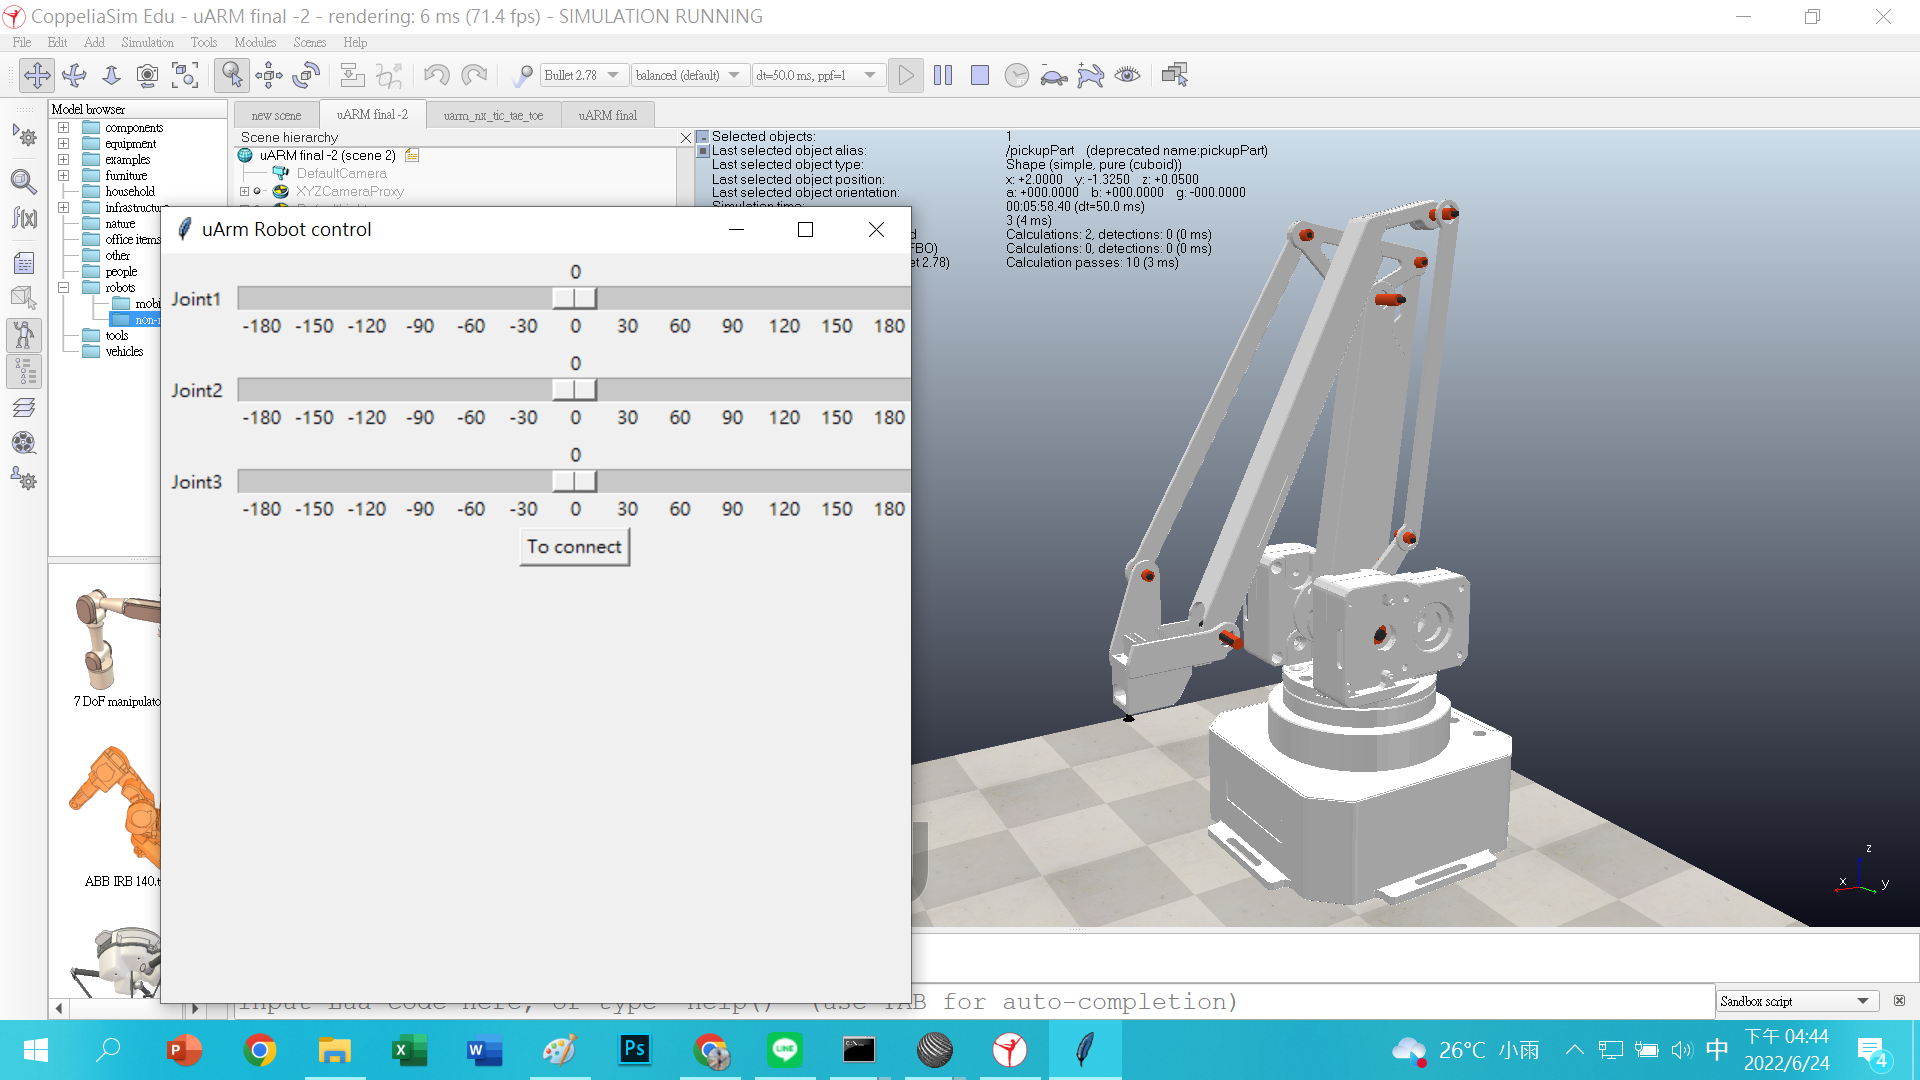 CoppeliaSim Edu - uARM final -2 - rendering: 6 ms (71.4 fps) - SIMULATION RUNNING
File Edit Add Simulation Tools Modules Scenes Help
Bullet 2.78 balanced (default) dt=50.0 ms, ppf=1
Model browser
components
equipment
examples
furniture
household
infrastructure
nature
office items
other
people
robots
mobi
non-
tools
vehicles
7 DoF manipulato
ABB IRB 140.t
new scene uARM final -2 uarm_nx_tic_tae_toe uARM final
Scene hierarchy
uARM final -2 (scene 2)
DefaultCamera
XYZCameraProxy
Selected objects: 1
Last selected object alias: /pickupPart (deprecated name:pickupPart)
Last selected object type: Shape (simple, pure (cuboid))
Last selected object position: x: +2.0000 y: -1.3250 z: +0.0500
Last selected object orientation: a: +000.0000 b: +000.0000 g: -000.0000
Simulation time: 00:05:58.40 (dt=50.0 ms)
3 (4 ms)
d Calculations: 2, detections: 0 (0 ms)
FBO) Calculations: 0, detections: 0 (0 ms)
et 2.78) Calculation passes: 10 (3 ms)
uArm Robot control
0
Joint1
-180 -150 -120 -90 -60 -30 0 30 60 90 120 150 180
0
Joint2
-180 -150 -120 -90 -60 -30 0 30 60 90 120 150 180
0
Joint3
-180 -150 -120 -90 -60 -30 0 30 60 90 120 150 180
To connect
z
x y
Input Lua code here, or type "help()" (use TAB for auto-completion)
Sandbox script
26°C 小雨
中
下午 04:44
2022/6/24
4